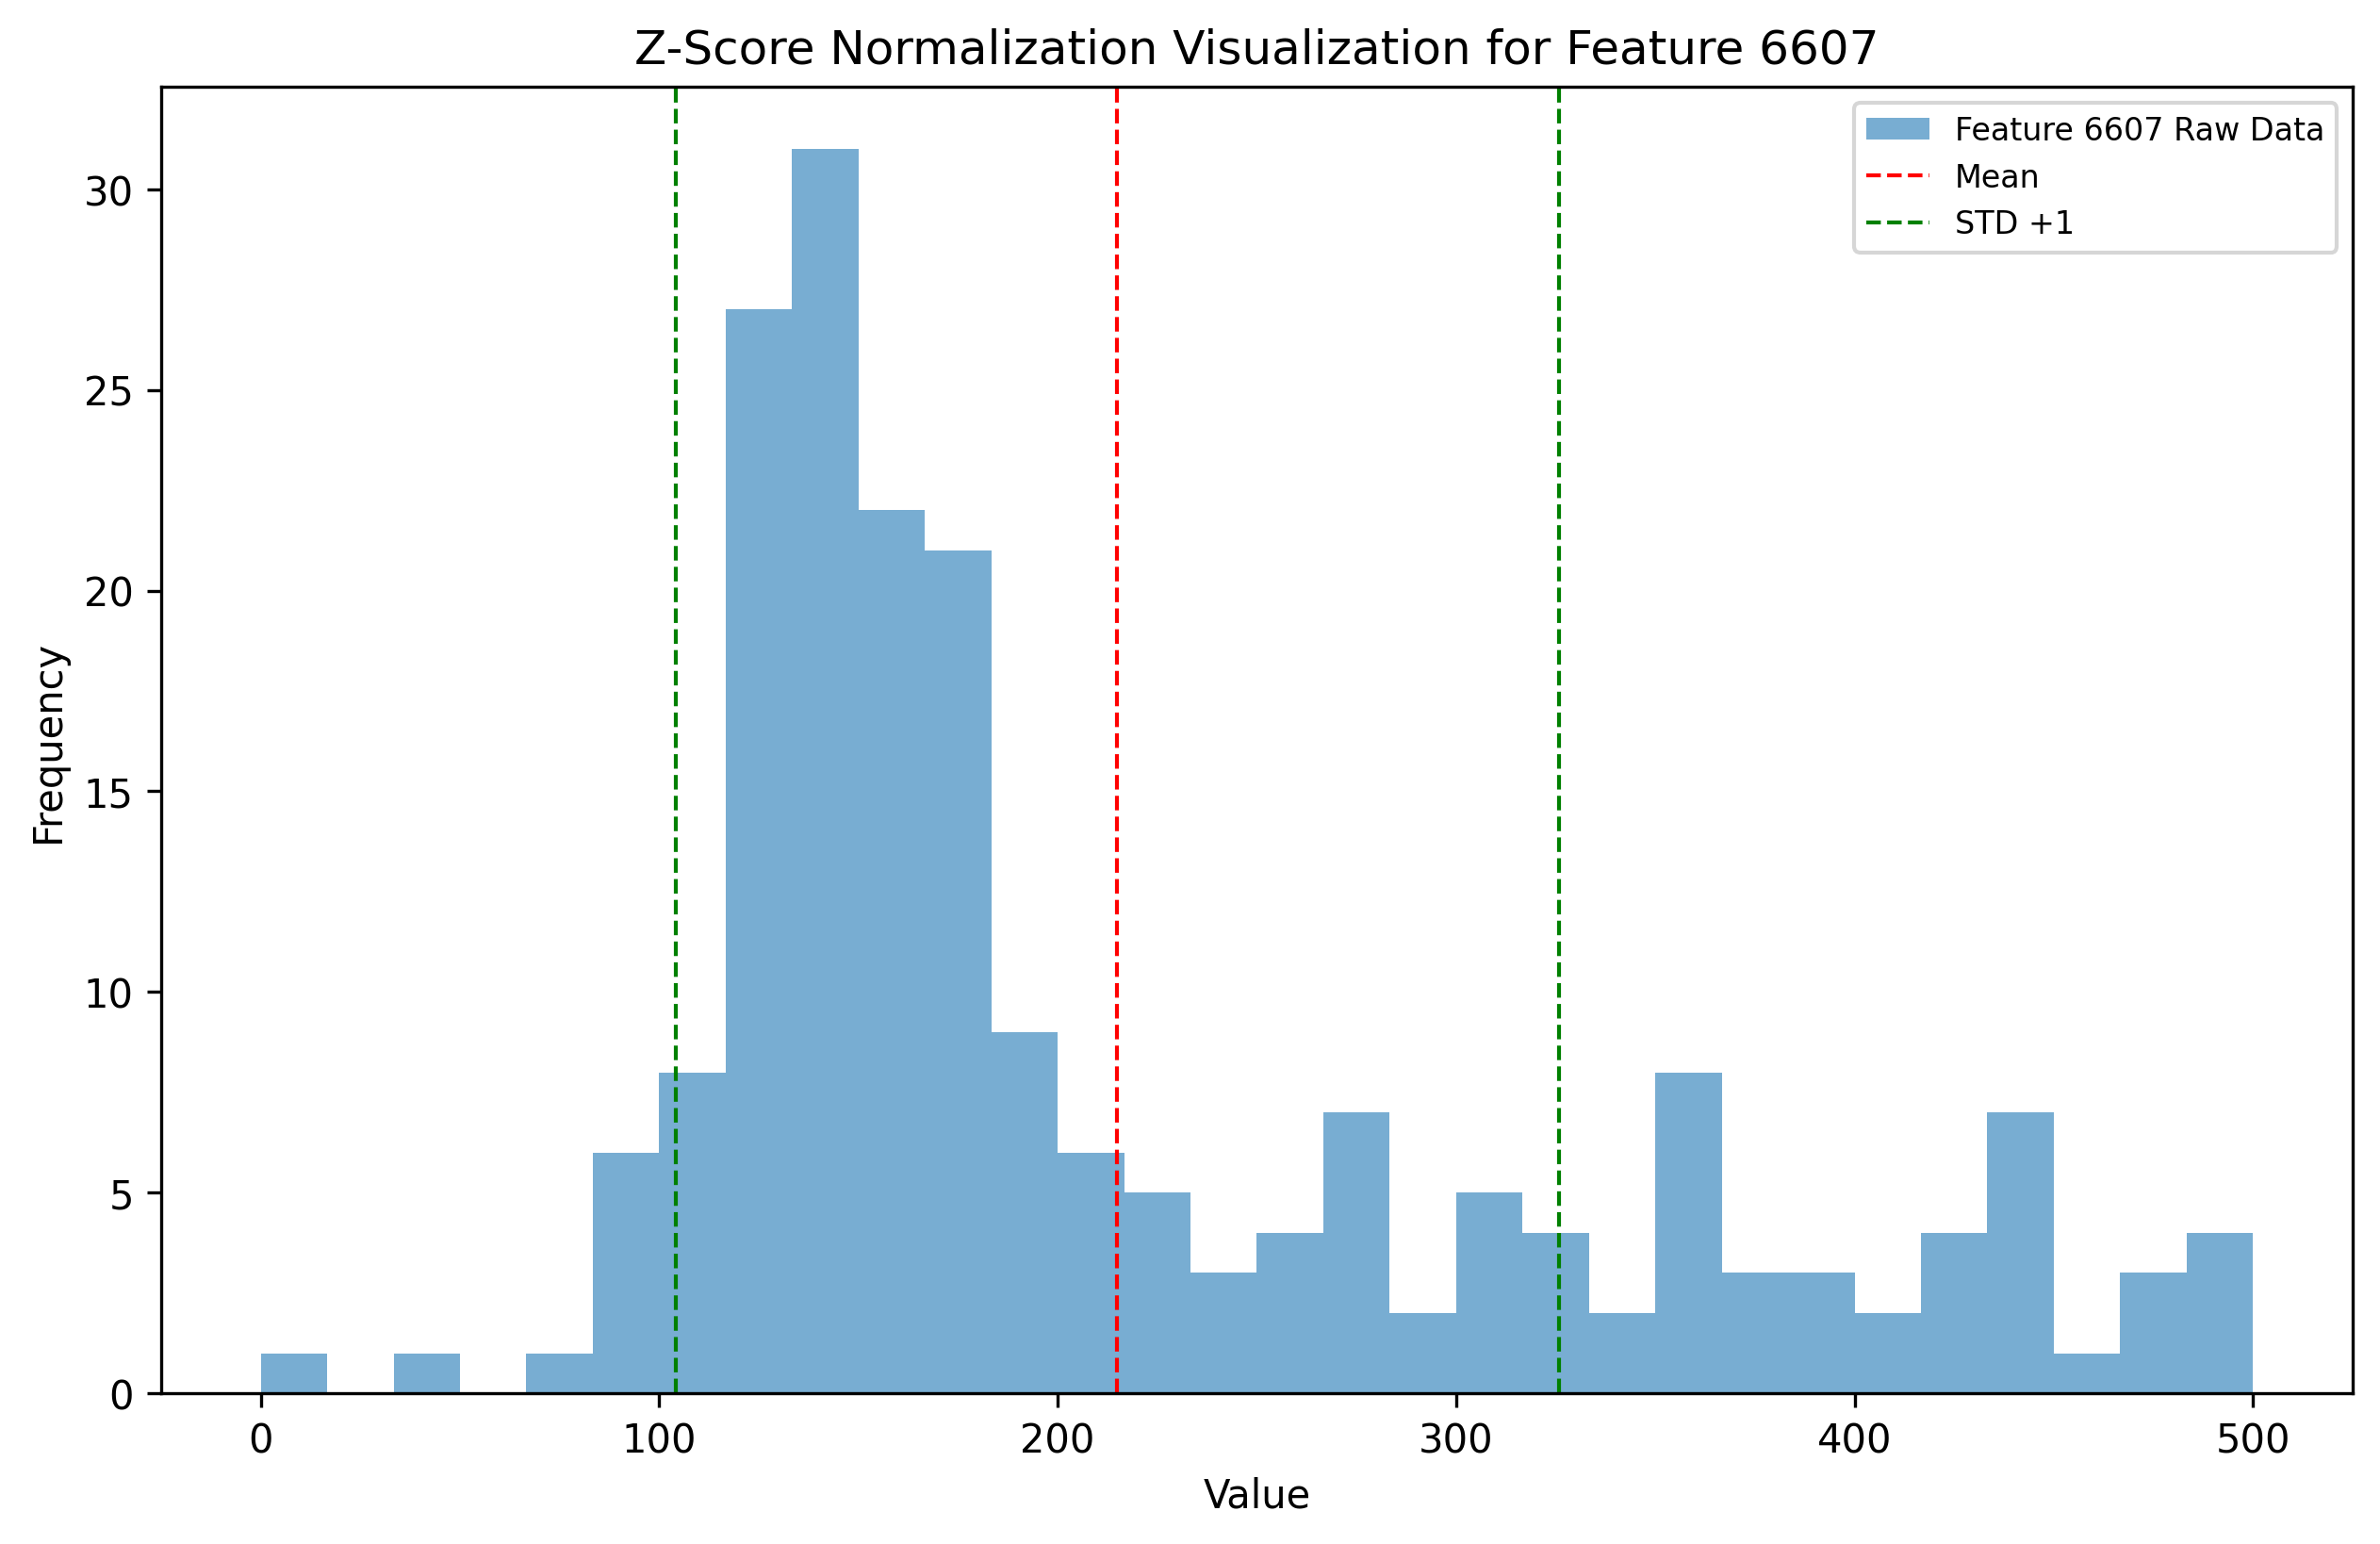 Z-Score Normalization Visualization for Feature 6607
Feature 6607 Raw Data
Mean
STD +1
30
25
20
15
10
5
0
Frequency
0 100 200 300 400 500
Value